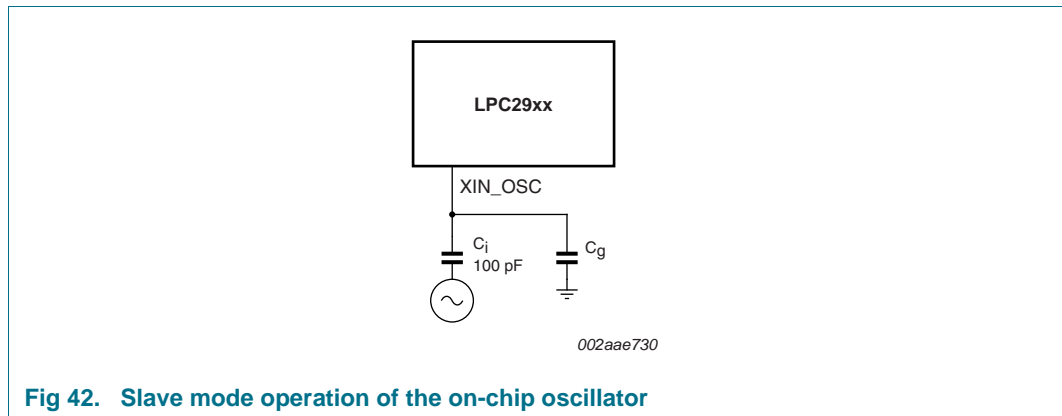 LPC29xx
XIN_OSC
Ci
100 pF
Cg
002aae730
Fig 42. Slave mode operation of the on-chip oscillator